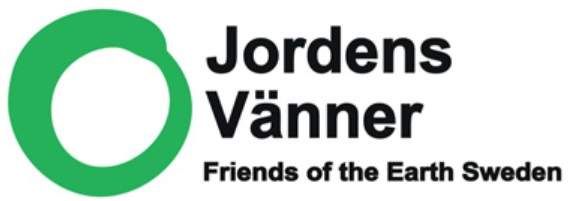 Jordens
Vänner
Friends of the Earth Sweden